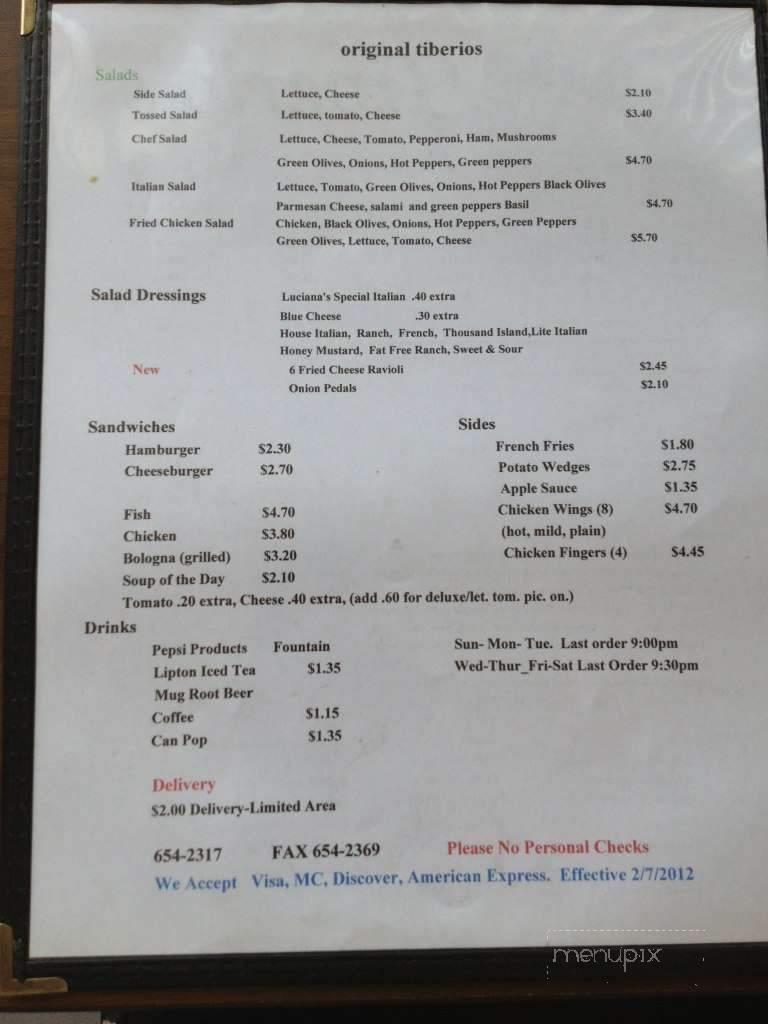 original tiberios
Salads
Side Salad Lettuce, Cheese $2.10
Tossed Salad Lettuce, tomato, Cheese $3.40
Chef Salad Lettuce, Cheese, Tomato, Pepperoni, Ham, Mushrooms
Green Olives, Onions, Hot Peppers, Green peppers $4.70
Italian Salad Lettuce, Tomato, Green Olives, Onions, Hot Peppers Black Olives
Parmesan Cheese, salami and green peppers Basil $4.70
Fried Chicken Salad Chicken, Black Olives, Onions, Hot Peppers, Green Peppers
Green Olives, Lettuce, Tomato, Cheese $5.70
Salad Dressings Luciana's Special Italian .40 extra
Blue Cheese .30 extra
House Italian, Ranch, French, Thousand Island,Lite Italian
Honey Mustard, Fat Free Ranch, Sweet & Sour
New 6 Fried Cheese Ravioli $2.45
Onion Pedals $2.10
Sandwiches
Hamburger $2.30
Cheeseburger $2.70
Fish $4.70
Chicken $3.80
Bologna (grilled) $3.20
Soup of the Day $2.10
Sides
French Fries $1.80
Potato Wedges $2.75
Apple Sauce $1.35
Chicken Wings (8) $4.70
(hot, mild, plain)
Chicken Fingers (4) $4.45
Tomato .20 extra, Cheese .40 extra, (add .60 for deluxe/let. tom. pic. on.)
Drinks
Pepsi Products Fountain
Lipton Iced Tea $1.35
Mug Root Beer
Coffee $1.15
Can Pop $1.35
Sun- Mon- Tue. Last order 9:00pm
Wed-Thur_Fri-Sat Last Order 9:30pm
Delivery
$2.00 Delivery-Limited Area
654-2317 FAX 654-2369 Please No Personal Checks
We Accept Visa, MC, Discover, American Express. Effective 2/7/2012
menupix